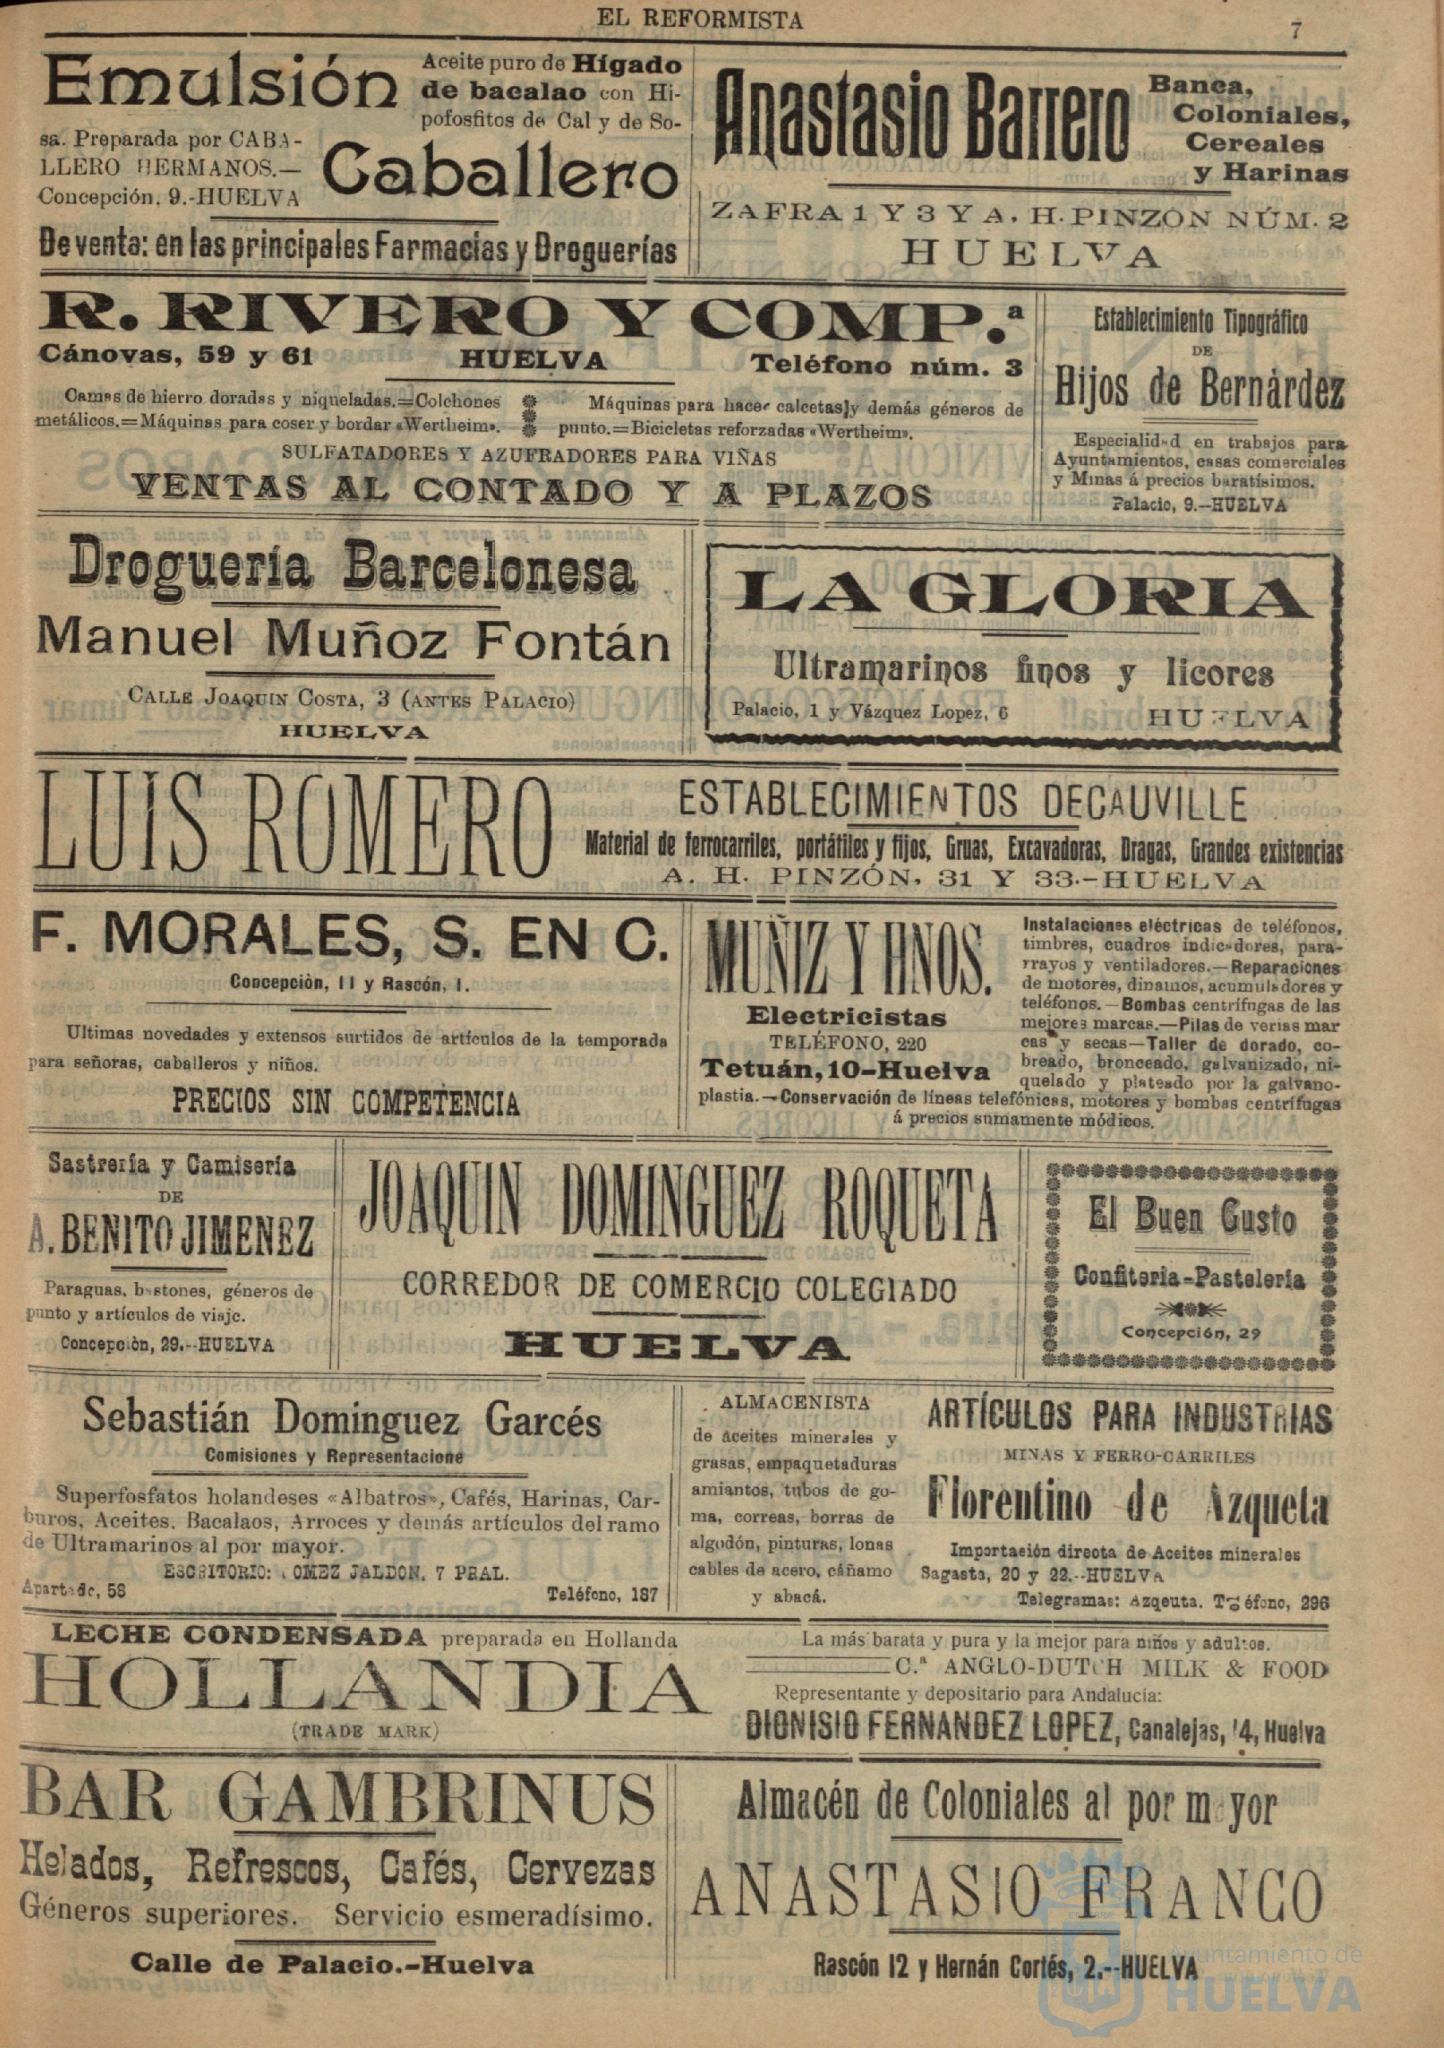 EL REFORMISTA
7
Emulsión
Aceite puro de Hígado
de bacalao con Hi-
pofosfitos de Cal y de So-
sa. Preparada por CABA-
LLERO HERMANOS.—
Concepción, 9.-HUELVA
Caballero
De venta: en las principales Farmacias y Droguerías
Anastasio Barrero
Banca,
Coloniales,
Cereales
y Harinas
ZAFRA 1 Y 3 Y A. H. PINZÓN NÚM. 2
HUELVA
R. RIVERO Y COMP.ª
Cánovas, 59 y 61 HUELVA Teléfono núm. 3
Camas de hierro doradas y niqueladas.=Colchones
metálicos.=Máquinas para coser y bordar «Wertheim».
Máquinas para hacer calcetas y demás géneros de
punto.=Bicicletas reforzadas «Wertheim».
SULFATADORES Y AZUFRADORES PARA VIÑAS
VENTAS AL CONTADO Y A PLAZOS
Establecimiento Tipográfico
DE
Hijos de Bernárdez
Especialidad en trabajos para
Ayuntamientos, casas comerciales
y Minas á precios baratísimos.
Palacio, 9.--HUELVA
Droguería Barcelonesa
Manuel Muñoz Fontán
CALLE JOAQUIN COSTA, 3 (ANTES PALACIO)
HUELVA
LA GLORIA
Ultramarinos finos y licores
Palacio, 1 y Vázquez Lopez, 6 HUELVA
LUIS ROMERO
ESTABLECIMIENTOS DECAUVILLE
Material de ferrocarriles, portátiles y fijos, Gruas, Excavadoras, Dragas, Grandes existencias
A. H. PINZÓN, 31 Y 33.-HUELVA
F. MORALES, S. EN C.
Concepción, 11 y Rascón, 1.
Ultimas novedades y extensos surtidos de artículos de la temporada
para señoras, caballeros y niños.
PRECIOS SIN COMPETENCIA
MUÑIZ Y HNOS.
Electricistas
TELÉFONO, 220
Tetuán, 10-Huelva
Instalaciones eléctricas de teléfonos,
timbres, cuadros indicadores, para-
rrayos y ventiladores.—Reparaciones
de motores, dinamos, acumuladores y
teléfonos.—Bombas centrífugas de las
mejores marcas.—Pilas de verias mar
cas y secas—Taller de dorado, co-
breado, bronceado, galvanizado, ni-
quelado y plateado por la galvano-
plastia.—Conservación de líneas telefónicas, motores y bombas centrífugas
á precios sumamente módicos.
Sastrería y Camisería
DE
A. BENITO JIMENEZ
Paraguas, bastones, géneros de
punto y artículos de viaje.
Concepción, 29.--HUELVA
JOAQUIN DOMINGUEZ ROQUETA
CORREDOR DE COMERCIO COLEGIADO
HUELVA
El Buen Gusto
Confiteria-Pastelería
Concepción, 29
Sebastián Dominguez Garcés
Comisiones y Representacione
Superfosfatos holandeses «Albatros», Cafés, Harinas, Car-
buros, Aceites, Bacalaos, Arroces y demás artículos del ramo
de Ultramarinos al por mayor.
ESCRITORIO: GOMEZ JALDON, 7 PRAL.
Apartado, 58 Teléfono, 187
ALMACENISTA
de aceites minerales y
grasas, empaquetaduras
amiantos, tubos de go-
ma, correas, borras de
algodón, pinturas, lonas
cables de acero, cáñamo
y abacá.
ARTÍCULOS PARA INDUSTRIAS
MINAS Y FERRO-CARRILES
Florentino de Azqueta
Importación directa de Aceites minerales
Sagasta, 20 y 22.--HUELVA
Telegramas: Azqeuta. Teléfono, 296
LECHE CONDENSADA preparada en Hollanda
HOLLANDIA
(TRADE MARK)
La más barata y pura y la mejor para niños y adultos.
C.ª ANGLO-DUTCH MILK & FOOD
Representante y depositario para Andalucía:
DIONISIO FERNANDEZ LOPEZ, Canalejas, 14, Huelva
BAR GAMBRINUS
Helados, Refrescos, Cafés, Cervezas
Géneros superiores. Servicio esmeradísimo.
Calle de Palacio.-Huelva
Almacén de Coloniales al por mayor
ANASTASIO FRANCO
Rascón 12 y Hernán Cortés, 2.--HUELVA
Ayuntamiento de
HUELVA